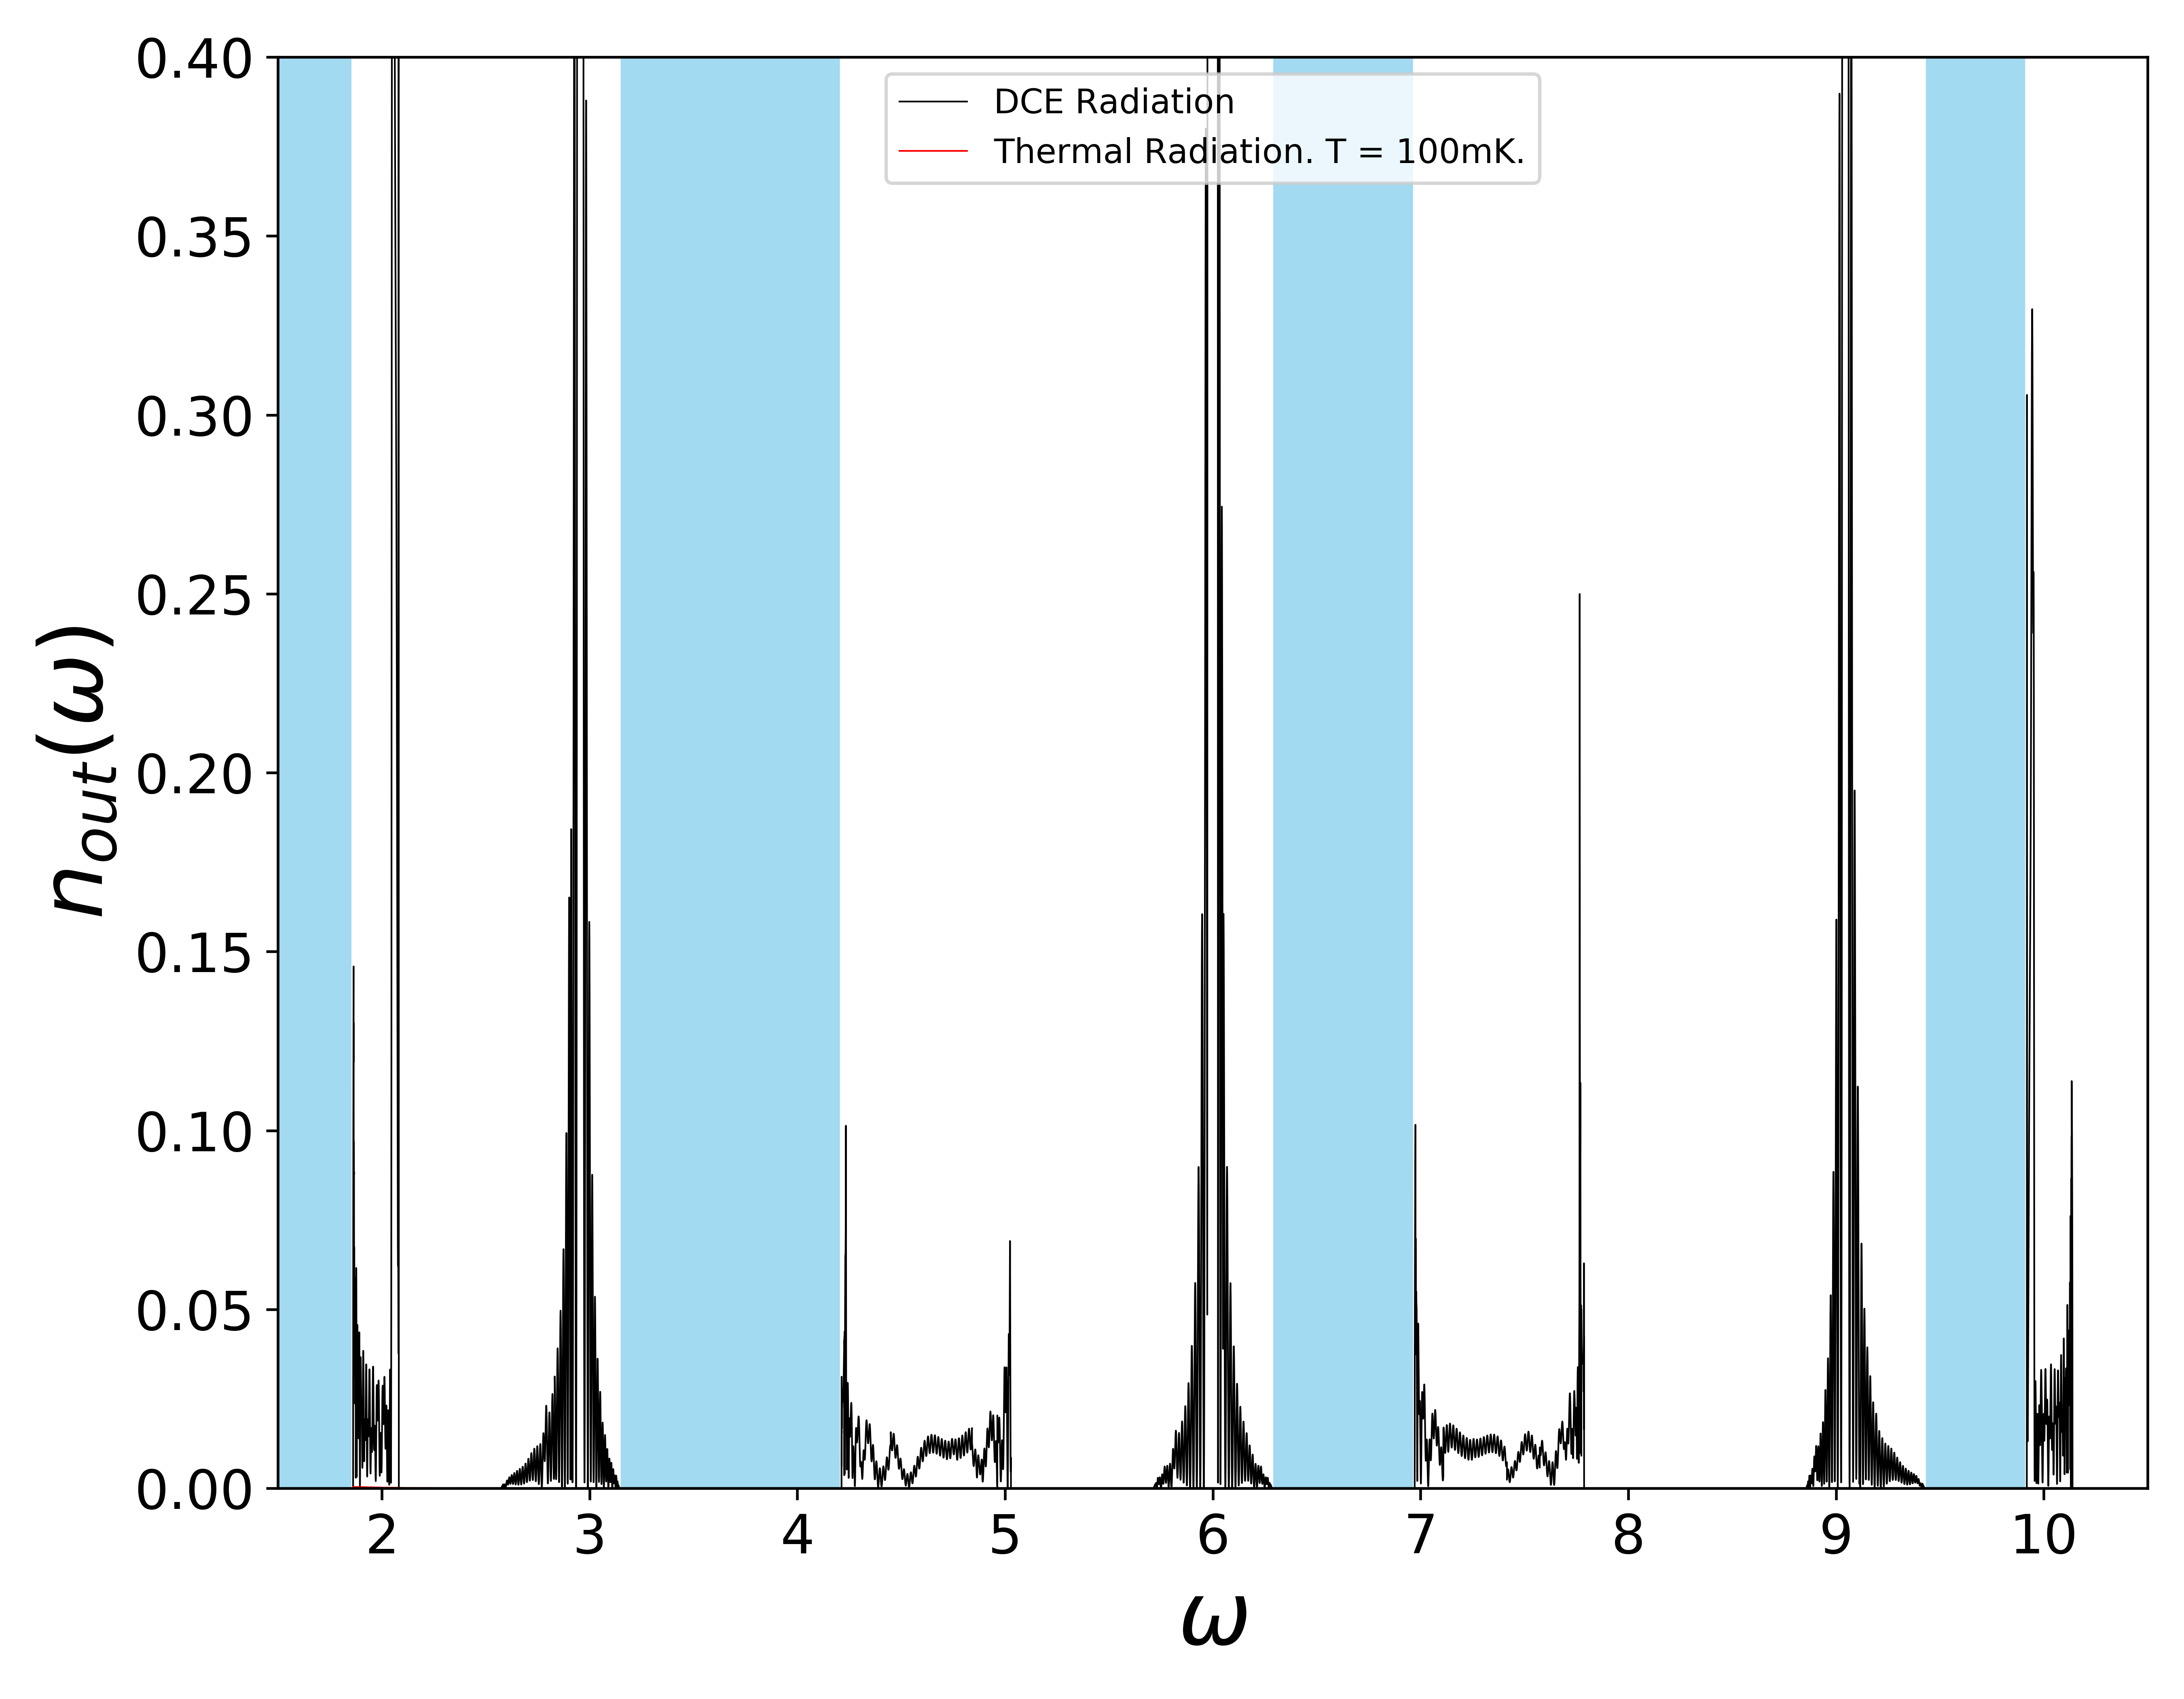 0.40
0.35
0.30
0.25
0.20
0.15
0.10
0.05
0.00
n_out(ω)
DCE Radiation
Thermal Radiation. T = 100mK.
2 3 4 5 6 7 8 9 10
ω